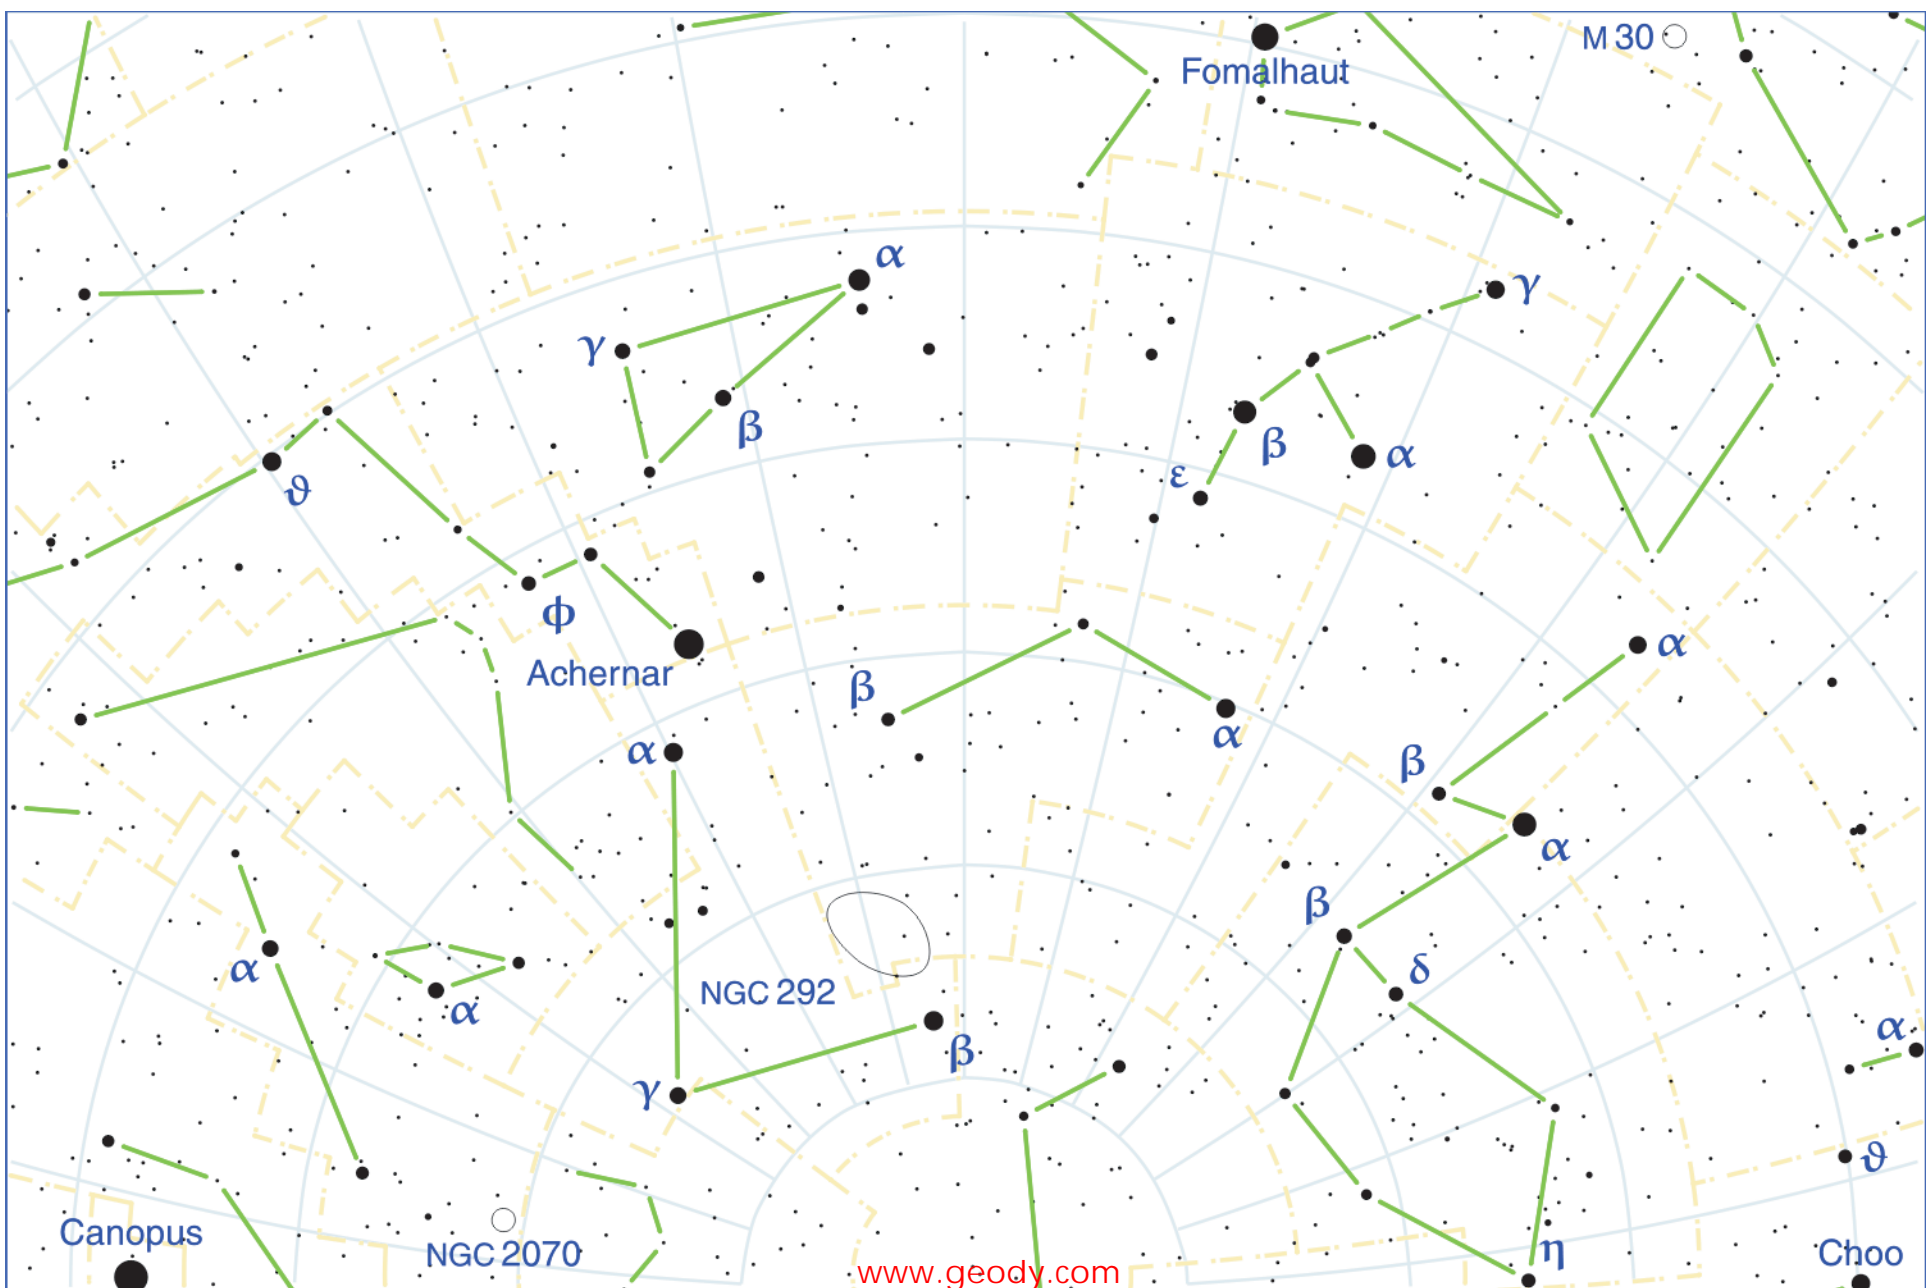 M 30
Fomalhaut
α
γ
γ
β
β
α
ε
ϑ
ϕ
Achernar
α
β
α
α
β
α
β
α
δ
α
α
NGC 292
α
β
γ
ϑ
Canopus
NGC 2070
η
Choo
www.geody.com